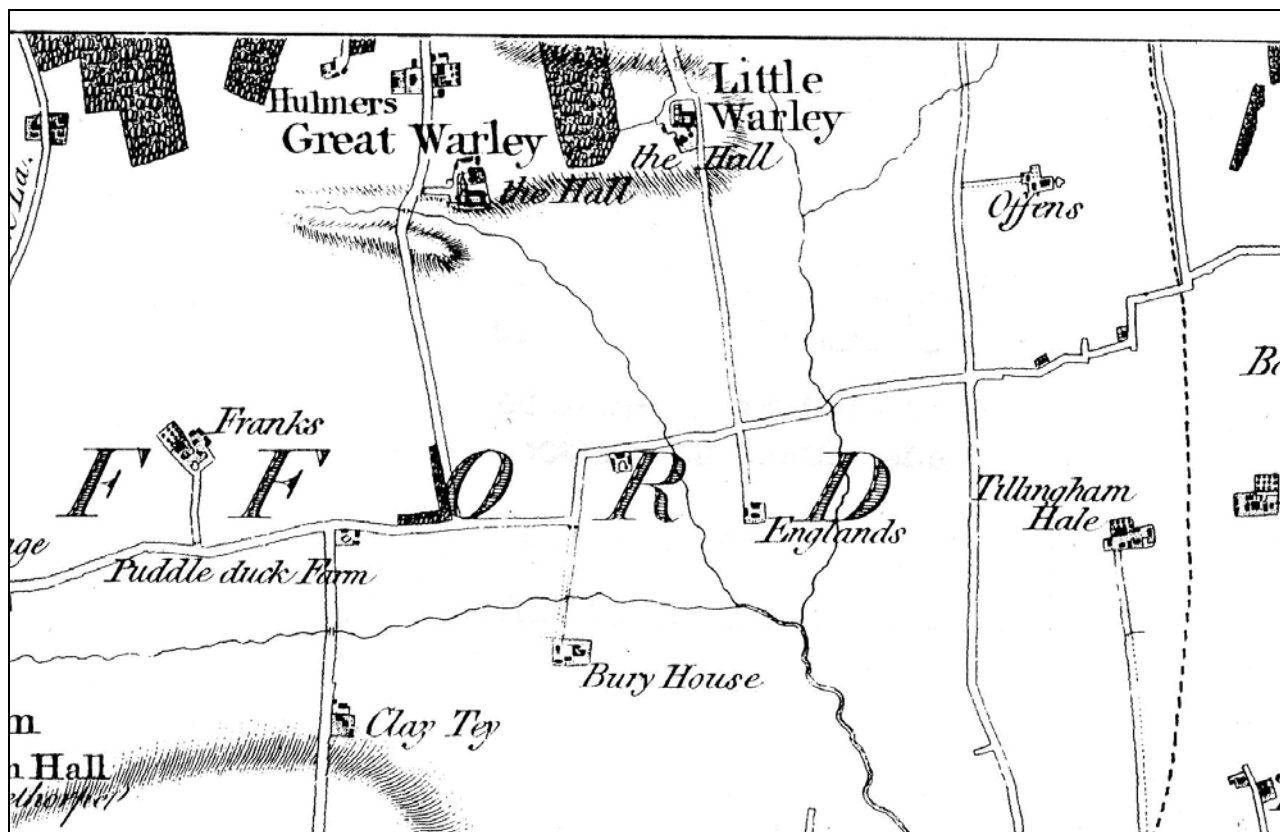 Hulmers
Great Warley
the Hall
Little
Warley
the Hall
Offens
La.
Franks
F F O R D
Tillingham
Hale
Englands
Puddle duck Farm
Bury House
Clay Tey
m
n Hall